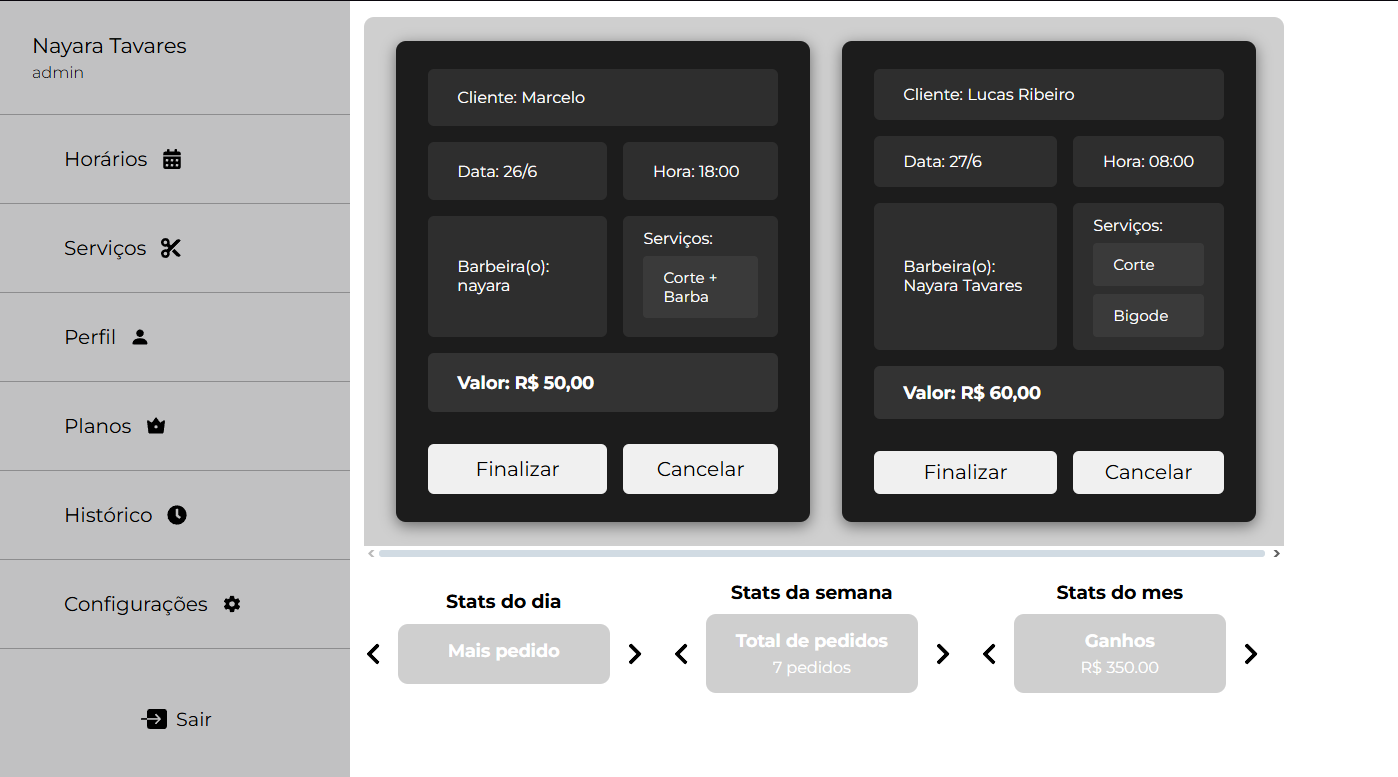 Nayara Tavares
admin
Horários
Serviços
Perfil
Planos
Histórico
Configurações
Sair
Cliente: Marcelo
Data: 26/6
Hora: 18:00
Barbeira(o):
nayara
Serviços:
Corte +
Barba
Valor: R$ 50,00
Finalizar
Cancelar
Cliente: Lucas Ribeiro
Data: 27/6
Hora: 08:00
Barbeira(o):
Nayara Tavares
Serviços:
Corte
Bigode
Valor: R$ 60,00
Finalizar
Cancelar
Stats do dia
Mais pedido
Stats da semana
Total de pedidos
7 pedidos
Stats do mes
Ganhos
R$ 350.00